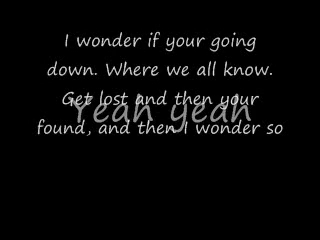 I wonder if your going
down. Where we all know.
Get lost and then your
Yeah yeah
found, and then I wonder so